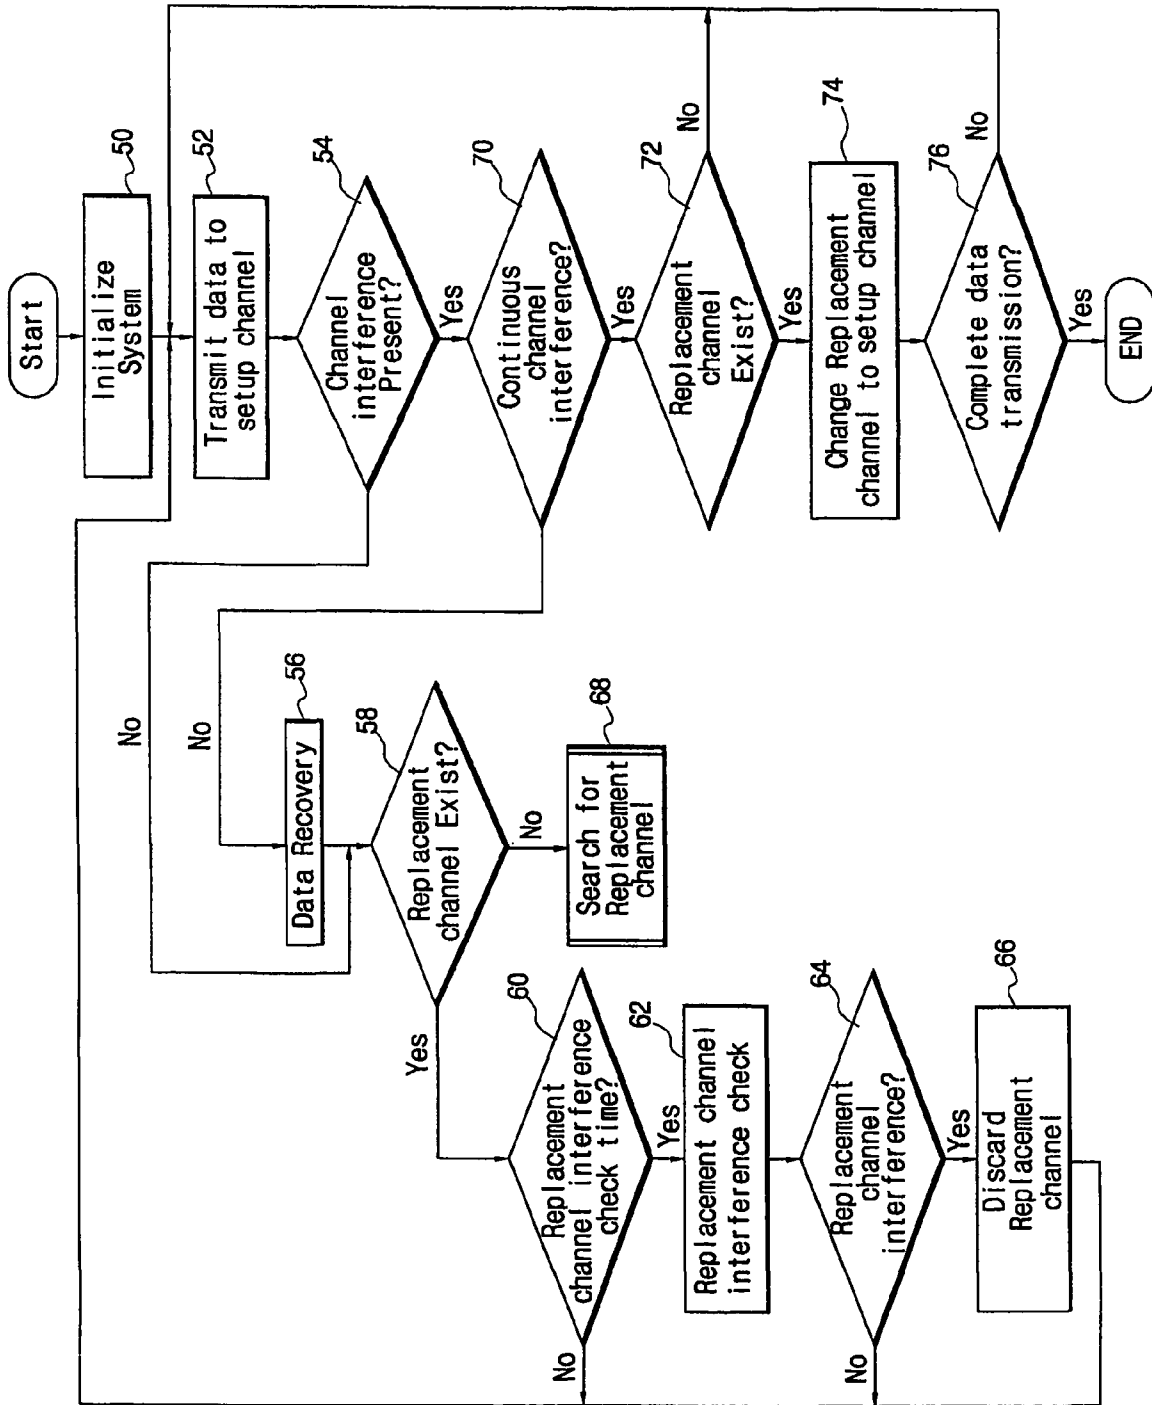 Start
Initialize
System
50
Transmit data to
setup channel
52
Channel
interference
Present?
54
Yes
No
Continuous
channel
interference?
70
Yes
No
Replacement
channel
Exist?
72
No
Yes
Change Replacement
channel to setup channel
74
Complete data
transmission?
76
No
Yes
END
Data Recovery
56
Replacement
channel Exist?
58
Yes
No
Search for
Replacement
channel
68
Replacement
channel interference
check time?
60
No
Yes
Replacement channel
interference check
62
Replacement
channel
interference?
64
No
Yes
Discard
Replacement
channel
66